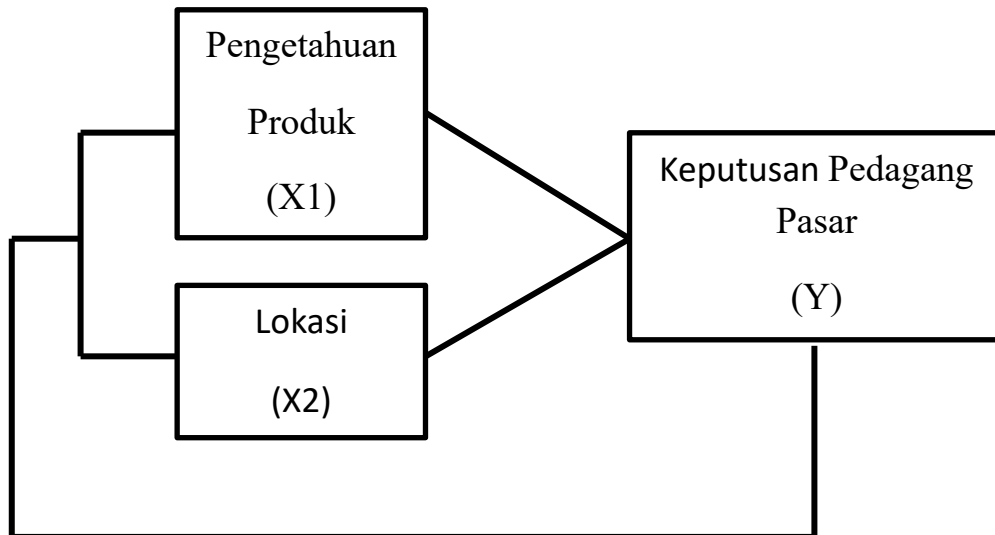 Pengetahuan
Produk
(X1)
Keputusan Pedagang
Pasar
(Y)
Lokasi
(X2)